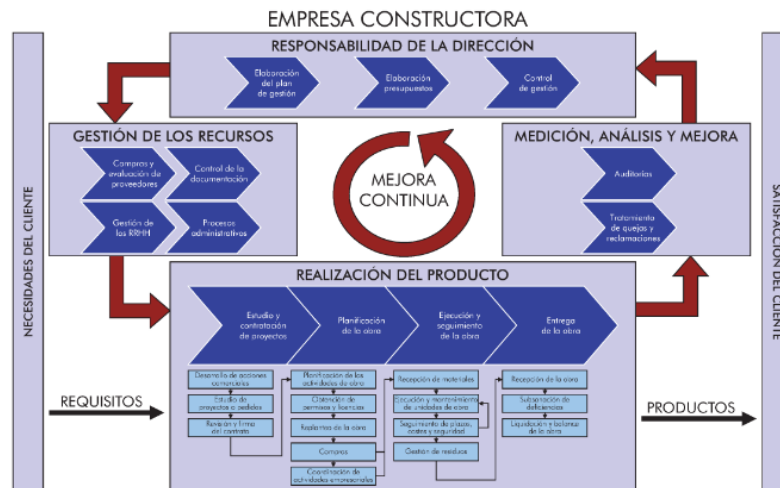 EMPRESA CONSTRUCTORA
RESPONSABILIDAD DE LA DIRECCIÓN
Elaboración
del plan
de gestión
Elaboración
presupuestos
Control
de gestión
GESTIÓN DE LOS RECURSOS
Compras y
evaluación de
proveedores
Control de la
documentación
Gestión de
los RRHH
Procesos
administrativos
MEJORA
CONTINUA
MEDICIÓN, ANÁLISIS Y MEJORA
Auditorías
Tratamiento
de quejas y
reclamaciones
NECESIDADES DEL CLIENTE
SATISFACCIÓN DEL CLIENTE
REALIZACIÓN DEL PRODUCTO
Estudio y
contratación
de proyectos
Planificación
de la obra
Ejecución y
seguimiento
de la obra
Entrega
de la obra
REQUISITOS
Desarrollo de acciones
comerciales
Estudio de
proyectos o pedidos
Revisión y firma
del contrato
Planificación de las
actividades de obra
Obtención de
permisos y licencias
Replanteo de la obra
Compras
Coordinación de
actividades empresariales
Recepción de materiales
Ejecución y mantenimiento
de unidades de obra
Seguimiento de plazos,
costes y seguridad
Gestión de residuos
Recepción de la obra
Subsanación de
deficiencias
Liquidación y balance
de la obra
PRODUCTOS